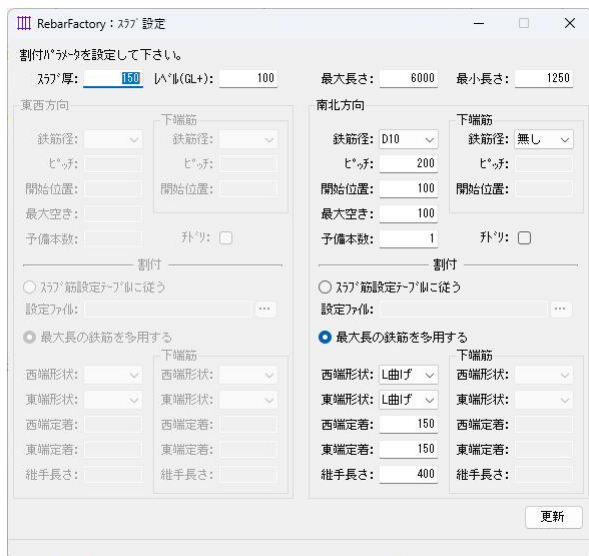 RebarFactory：ｽﾗﾌﾞ設定
割付ﾊﾟﾗﾒｰﾀを設定して下さい。
ｽﾗﾌﾞ厚: 150 ﾚﾍﾞﾙ(GL+): 100 最大長さ: 6000 最小長さ: 1250
東西方向
下端筋
鉄筋径: 鉄筋径:
ﾋﾟｯﾁ: ﾋﾟｯﾁ:
開始位置: 開始位置:
最大空き:
予備本数: ﾁﾄﾞﾘ:
割付
ｽﾗﾌﾞ筋設定ﾃｰﾌﾞﾙに従う
設定ﾌｧｲﾙ: ...
最大長の鉄筋を多用する
下端筋
西端形状: 西端形状:
東端形状: 東端形状:
西端定着: 西端定着:
東端定着: 東端定着:
継手長さ: 継手長さ:
南北方向
下端筋
鉄筋径: D10 鉄筋径: 無し
ﾋﾟｯﾁ: 200 ﾋﾟｯﾁ:
開始位置: 100 開始位置:
最大空き: 100
予備本数: 1 ﾁﾄﾞﾘ:
割付
ｽﾗﾌﾞ筋設定ﾃｰﾌﾞﾙに従う
設定ﾌｧｲﾙ: ...
最大長の鉄筋を多用する
下端筋
西端形状: L曲げ 西端形状:
東端形状: L曲げ 東端形状:
西端定着: 150 西端定着:
東端定着: 150 東端定着:
継手長さ: 400 継手長さ:
更新